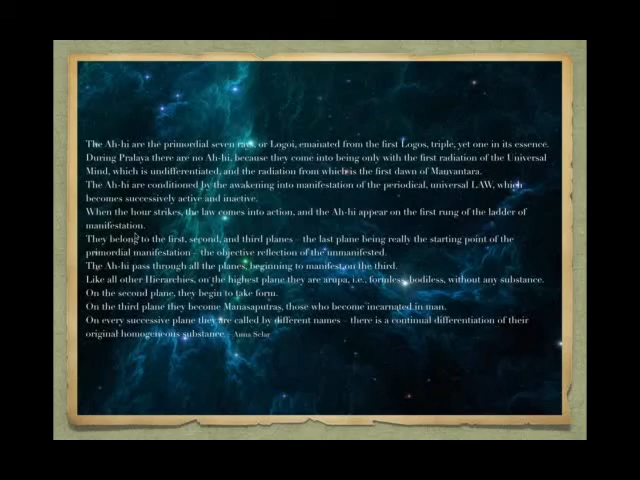 The Ah-hi are the primordial seven rays, or Logoi, emanated from the first Logos, triple, yet one in its essence.
During Pralaya there are no Ah-hi, because they come into being only with the first radiation of the Universal
Mind, which is undifferentiated, and the radiation from which is the first dawn of Manvantara.
The Ah-hi are conditioned by the awakening into manifestation of the periodical, universal LAW, which
becomes successively active and inactive.
When the hour strikes, the law comes into action, and the Ah-hi appear on the first rung of the ladder of
manifestation.
They belong to the first, second, and third planes – the last plane being really the starting point of the
primordial manifestation – the objective reflection of the unmanifested.
The Ah-hi pass through all the planes, beginning to manifest on the third.
Like all other Hierarchies, on the highest plane they are arupa, i.e., formless, bodiless, without any substance.
On the second plane, they begin to take form.
On the third plane they become Manasaputras, those who become incarnated in man.
On every successive plane they are called by different names – there is a continual differentiation of their
original homogeneous substance. -